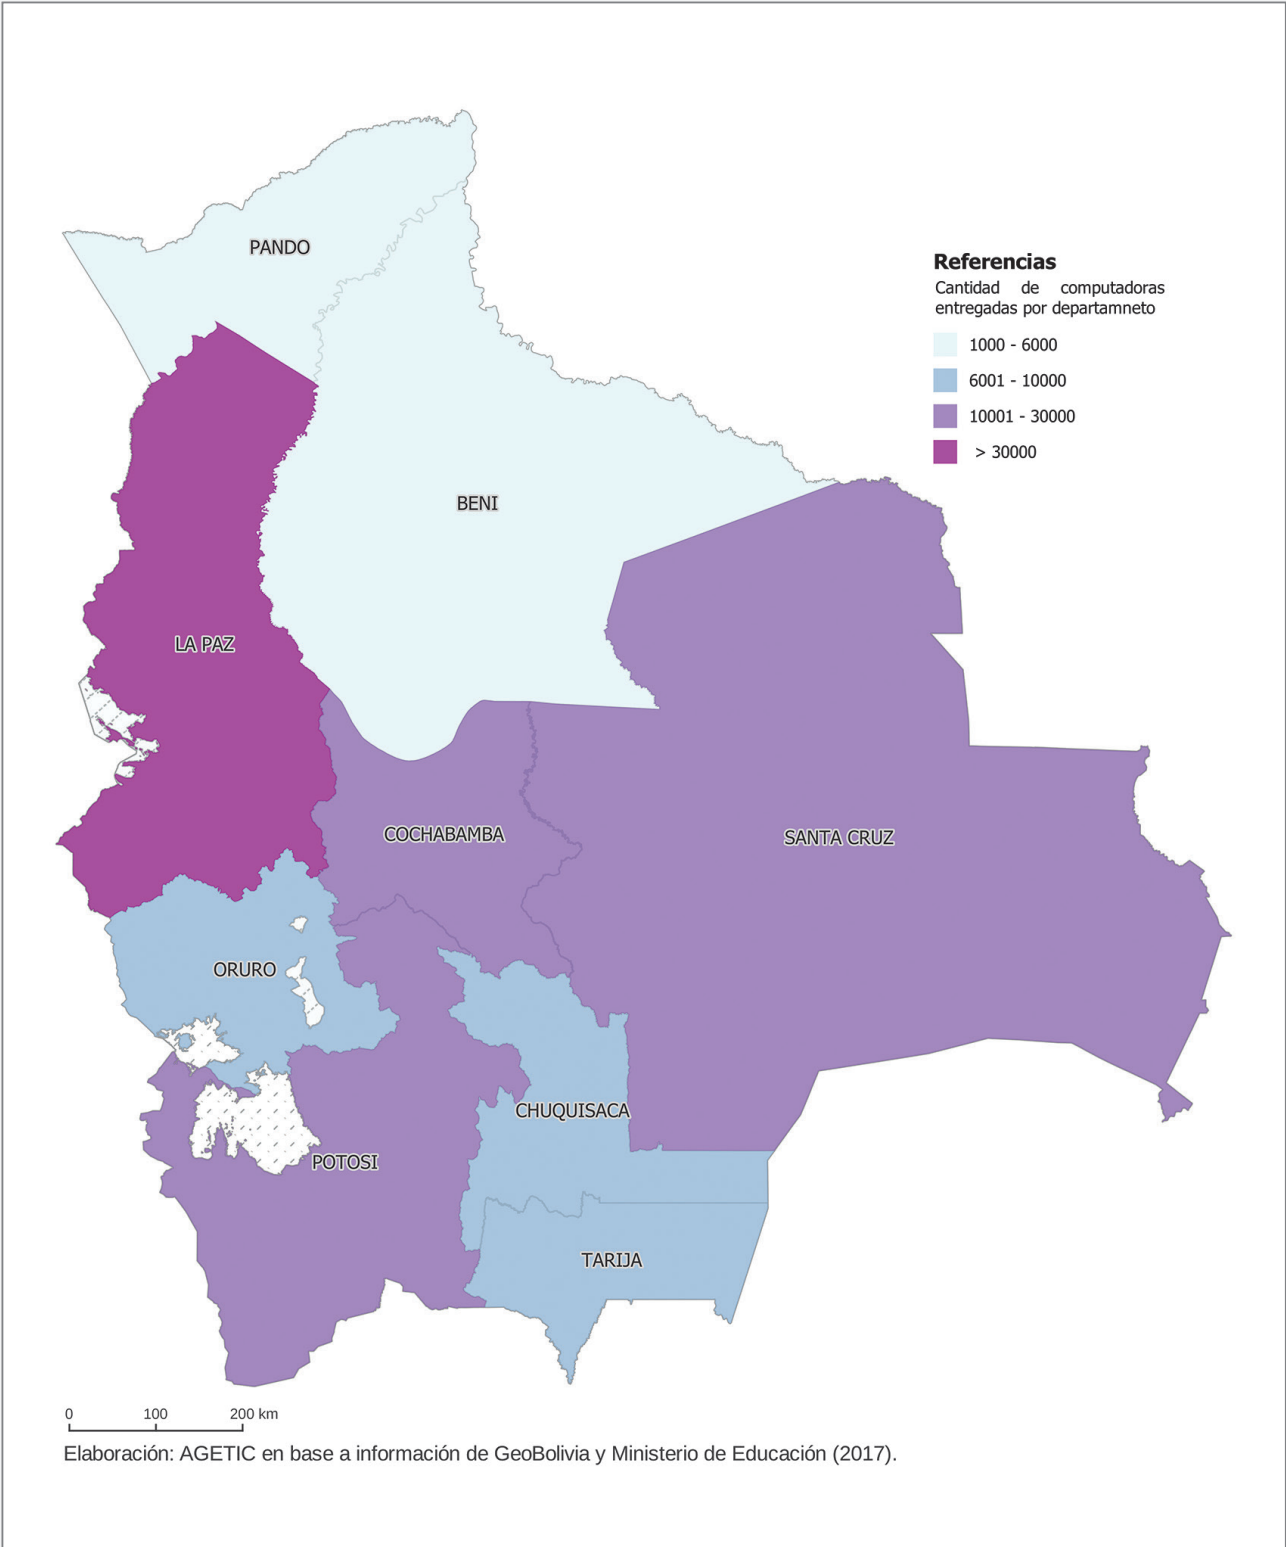 PANDO
Referencias
Cantidad de computadoras
entregadas por departamneto
1000 - 6000
6001 - 10000
10001 - 30000
> 30000
BENI
LA PAZ
COCHABAMBA
SANTA CRUZ
ORURO
CHUQUISACA
POTOSI
TARIJA
0 100 200 km
Elaboración: AGETIC en base a información de GeoBolivia y Ministerio de Educación (2017).